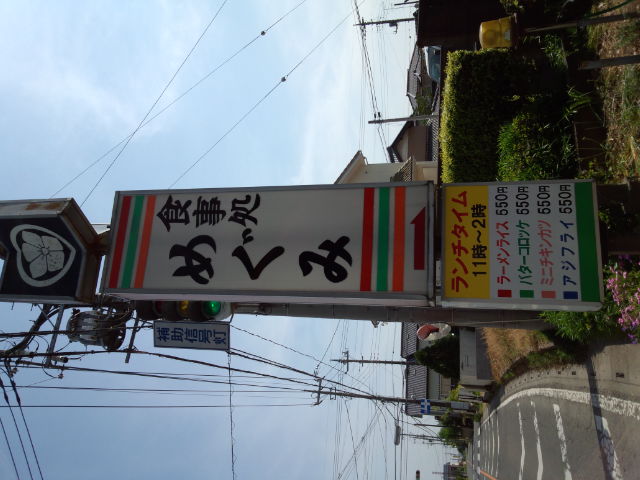 食事処
めぐみ
ランチタイム
11時～2時
ラーメンライス 550円
バターコロッケ 550円
ミニチキンガツ 550円
アジフライ 550円
補助信号灯